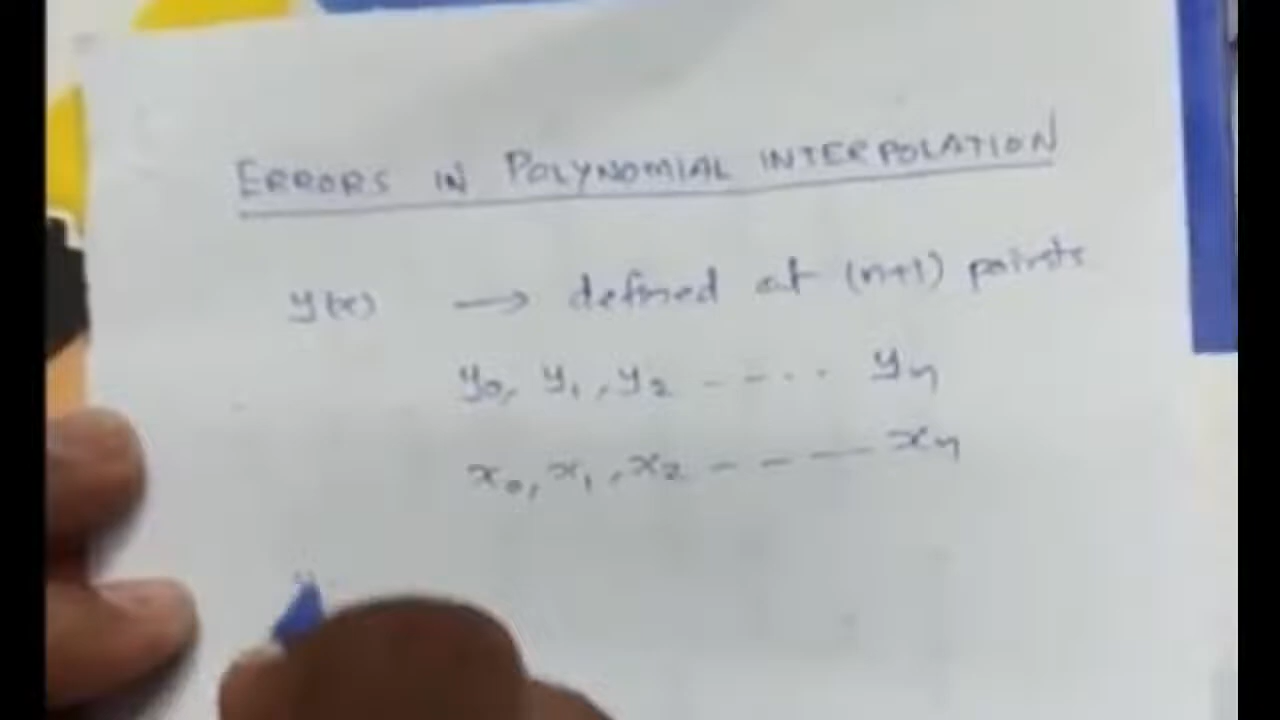 ERRORS IN POLYNOMIAL INTERPOLATION
y(x) → defined at (n+1) points
y₀, y₁, y₂ - - - - . yₙ
x₀, x₁, x₂ - - - — xₙ